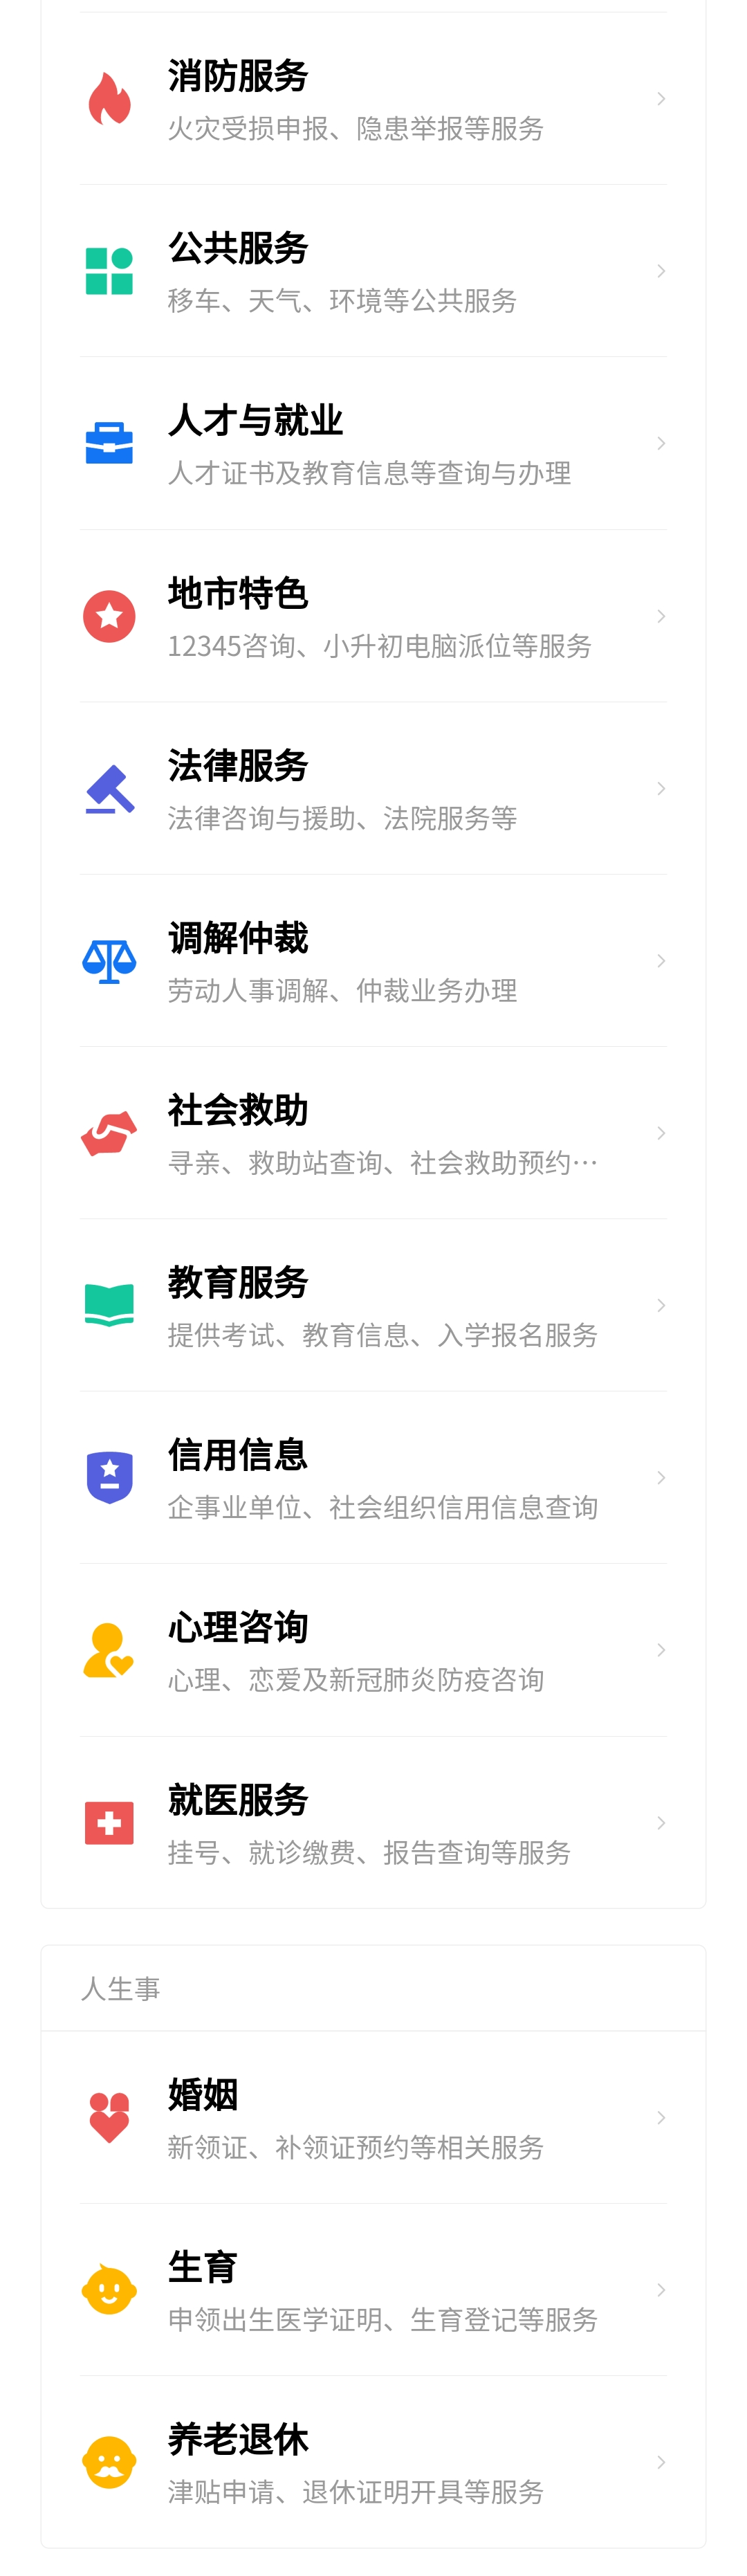 消防服务
火灾受损申报、隐患举报等服务
公共服务
移车、天气、环境等公共服务
人才与就业
人才证书及教育信息等查询与办理
地市特色
12345咨询、小升初电脑派位等服务
法律服务
法律咨询与援助、法院服务等
调解仲裁
劳动人事调解、仲裁业务办理
社会救助
寻亲、救助站查询、社会救助预约…
教育服务
提供考试、教育信息、入学报名服务
信用信息
企事业单位、社会组织信用信息查询
心理咨询
心理、恋爱及新冠肺炎防疫咨询
就医服务
挂号、就诊缴费、报告查询等服务
人生事
婚姻
新领证、补领证预约等相关服务
生育
申领出生医学证明、生育登记等服务
养老退休
津贴申请、退休证明开具等服务